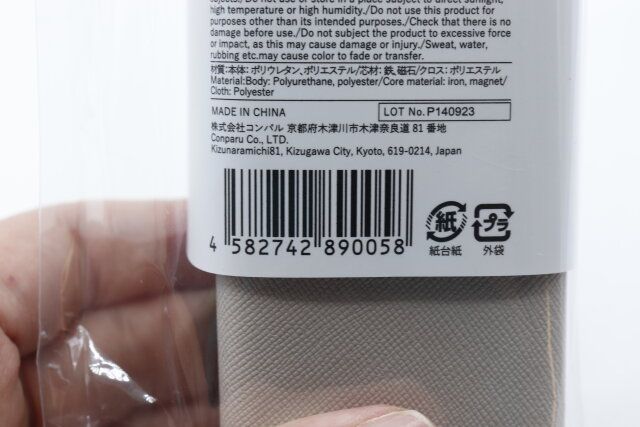 objects./Do not use or store in a place subject to direct sunlight,
high temperature or high humidity./Do not use this product for
purposes other than its intended purposes./Check that there is no
damage before use./Do not subject the product to excessive force
or impact, as this may cause damage or injury./Sweat, water,
rubbing etc.may cause color to fade or transfer.
材質:本体: ポリウレタン、ポリエステル/芯材: 鉄、磁石/クロス: ポリエステル
Material:Body: Polyurethane, polyester/Core material: iron, magnet/
Cloth: Polyester
MADE IN CHINA
LOT No.P140923
株式会社コンパル 京都府木津川市木津奈良道 81 番地
Conparu Co., LTD.
Kizunaramichi81, Kizugawa City, Kyoto, 619-0214, Japan
4 582742 890058
紙
プラ
紙台紙
外袋